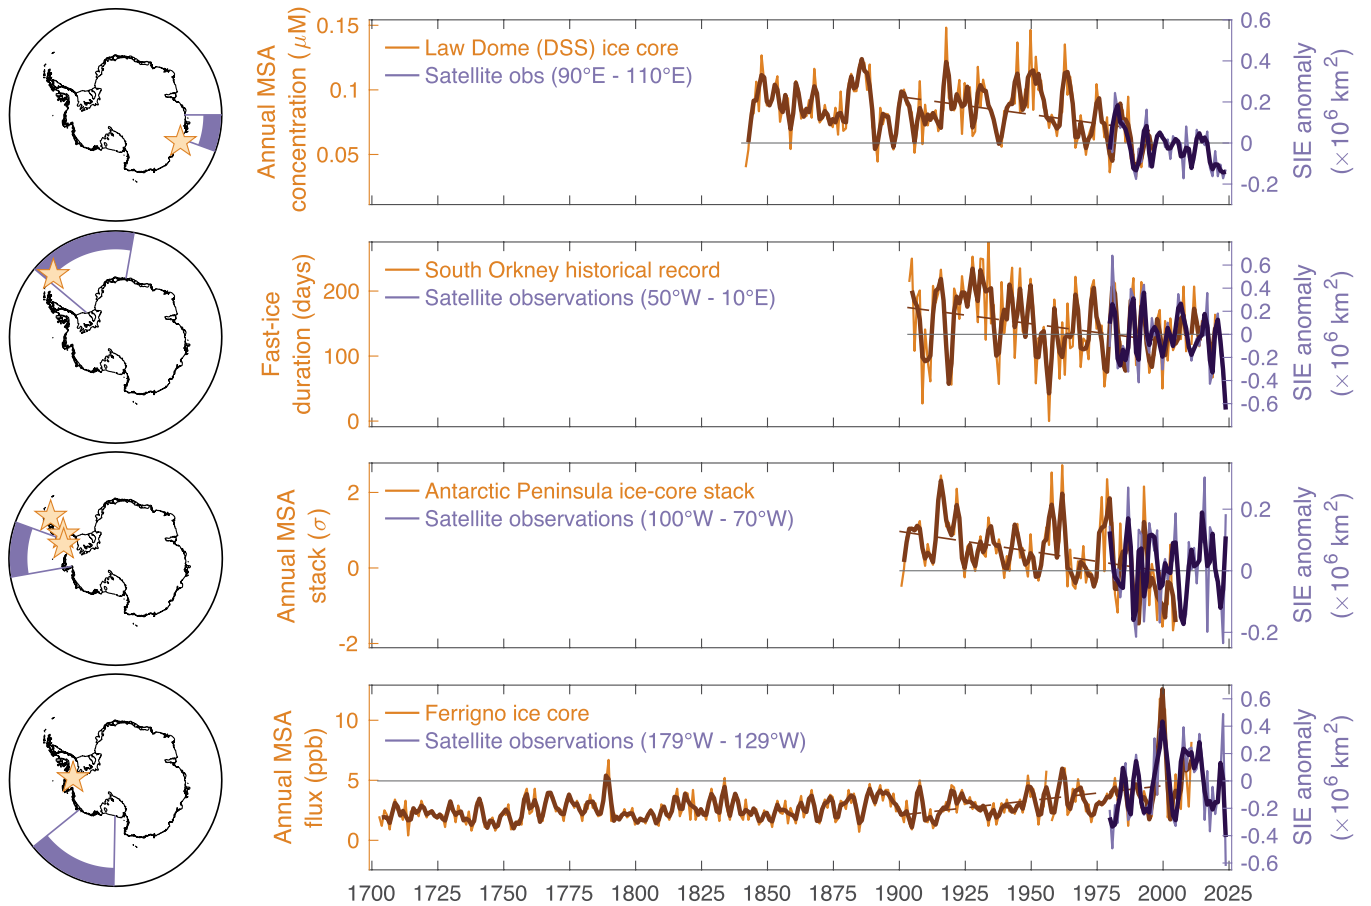 Annual MSA
concentration (μM)
0.15
0.1
0.05
Law Dome (DSS) ice core
Satellite obs (90°E - 110°E)
0.6
0.4
0.2
0
-0.2
SIE anomaly
(×10⁶ km²)
Fast-ice
duration (days)
200
100
0
South Orkney historical record
Satellite observations (50°W - 10°E)
0.6
0.4
0.2
0
-0.2
-0.4
-0.6
SIE anomaly
(×10⁶ km²)
Annual MSA
stack (σ)
2
0
-2
Antarctic Peninsula ice-core stack
Satellite observations (100°W - 70°W)
0.2
0
-0.2
SIE anomaly
(×10⁶ km²)
Annual MSA
flux (ppb)
10
5
0
Ferrigno ice core
Satellite observations (179°W - 129°W)
0.6
0.4
0.2
0
-0.2
-0.4
-0.6
SIE anomaly
(×10⁶ km²)
1700 1725 1750 1775 1800 1825 1850 1875 1900 1925 1950 1975 2000 2025